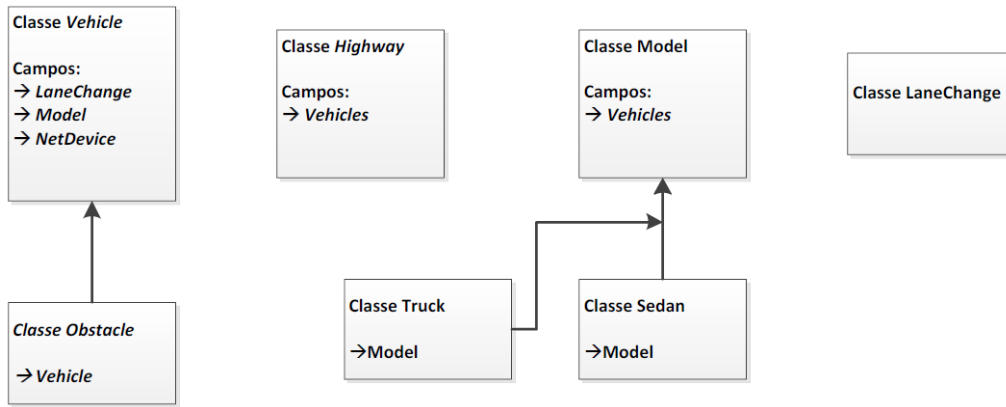 Classe Vehicle
Campos:
→ LaneChange
→ Model
→ NetDevice
Classe Highway
Campos:
→ Vehicles
Classe Model
Campos:
→ Vehicles
Classe LaneChange
Classe Obstacle
→ Vehicle
Classe Truck
→Model
Classe Sedan
→Model